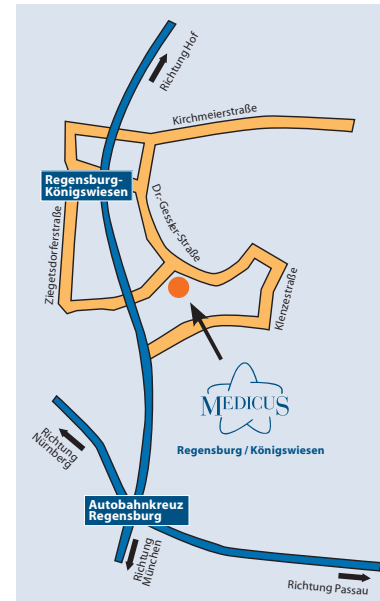 Richtung Hof
Kirchmeierstraße
Regensburg-
Königswiesen
Dr.-Gessler-Straße
Ziegetsdorferstraße
Klenzestraße
MEDICUS
Regensburg / Königswiesen
Richtung
Nürnberg
Autobahnkreuz
Regensburg
Richtung
München
Richtung Passau